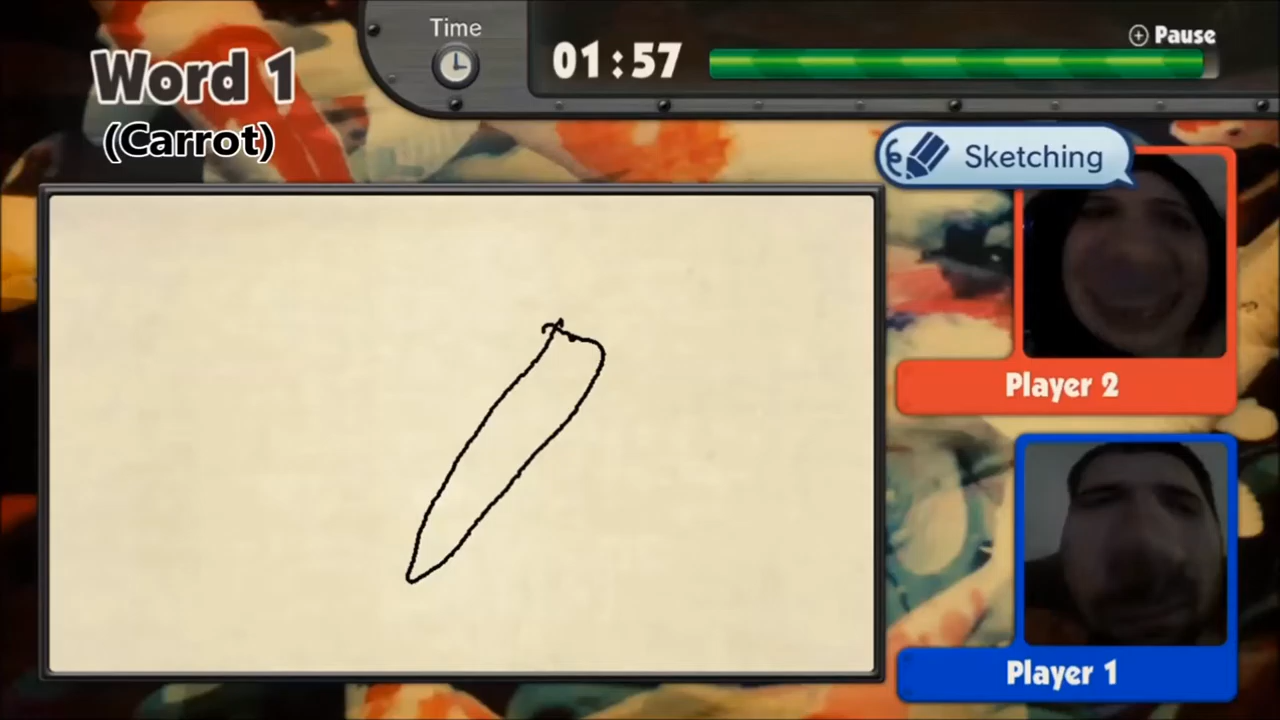 Word 1
(Carrot)
Time
01:57
Pause
Sketching
Player 2
Player 1